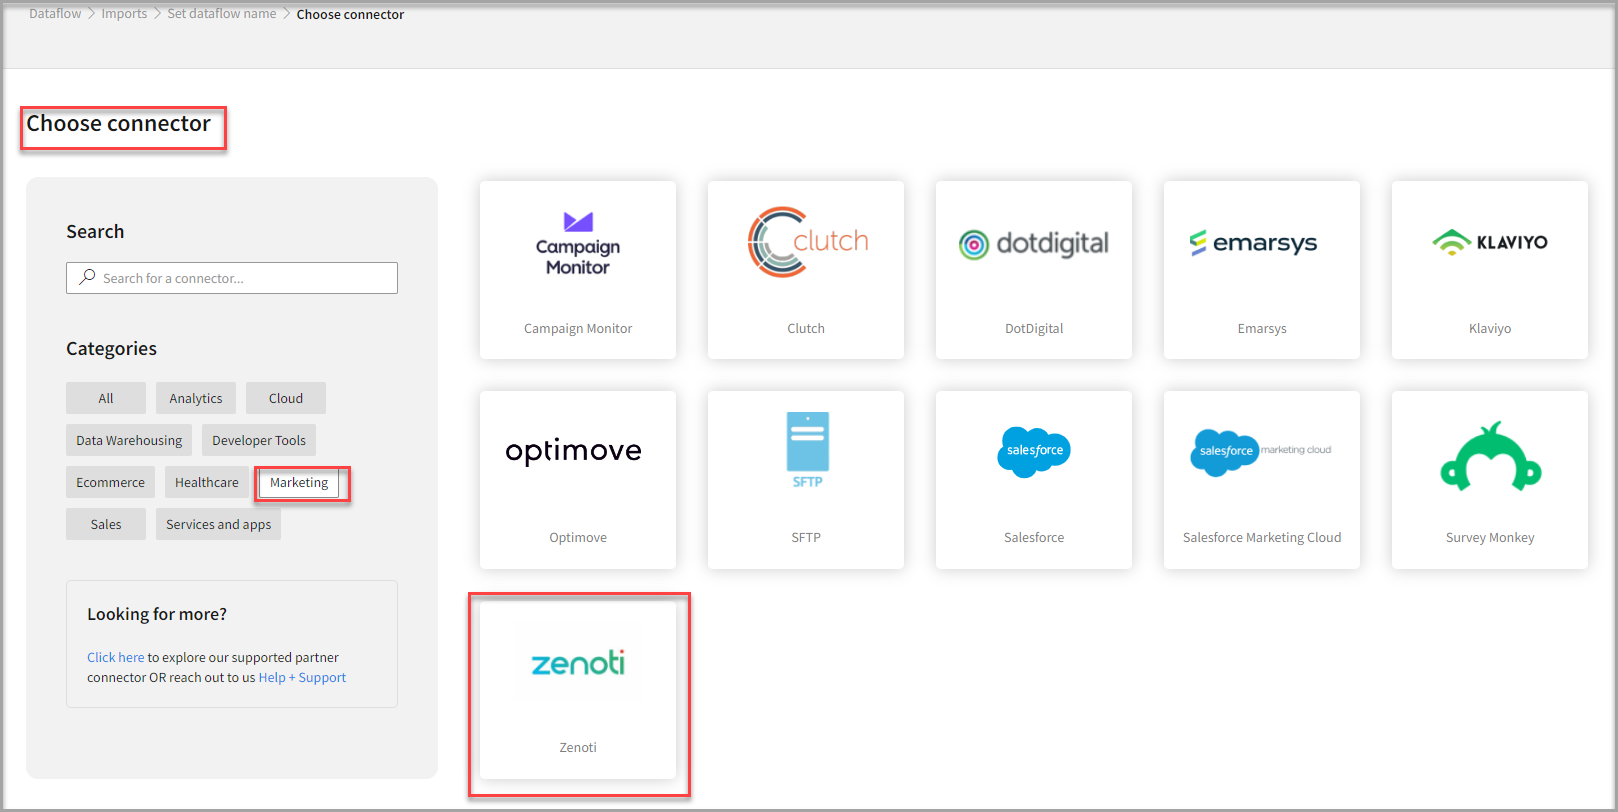 Dataflow > Imports > Set dataflow name > Choose connector
Choose connector
Search
Search for a connector...
Categories
All
Analytics
Cloud
Data Warehousing
Developer Tools
Ecommerce
Healthcare
Marketing
Sales
Services and apps
Looking for more?
Click here to explore our supported partner
connector OR reach out to us Help + Support
Campaign
Monitor
Campaign Monitor
clutch
Clutch
dotdigital
DotDigital
emarsys
Emarsys
KLAVIYO
Klaviyo
optimove
Optimove
SFTP
SFTP
salesforce
Salesforce
salesforce marketing cloud
Salesforce Marketing Cloud
Survey Monkey
zenoti
Zenoti